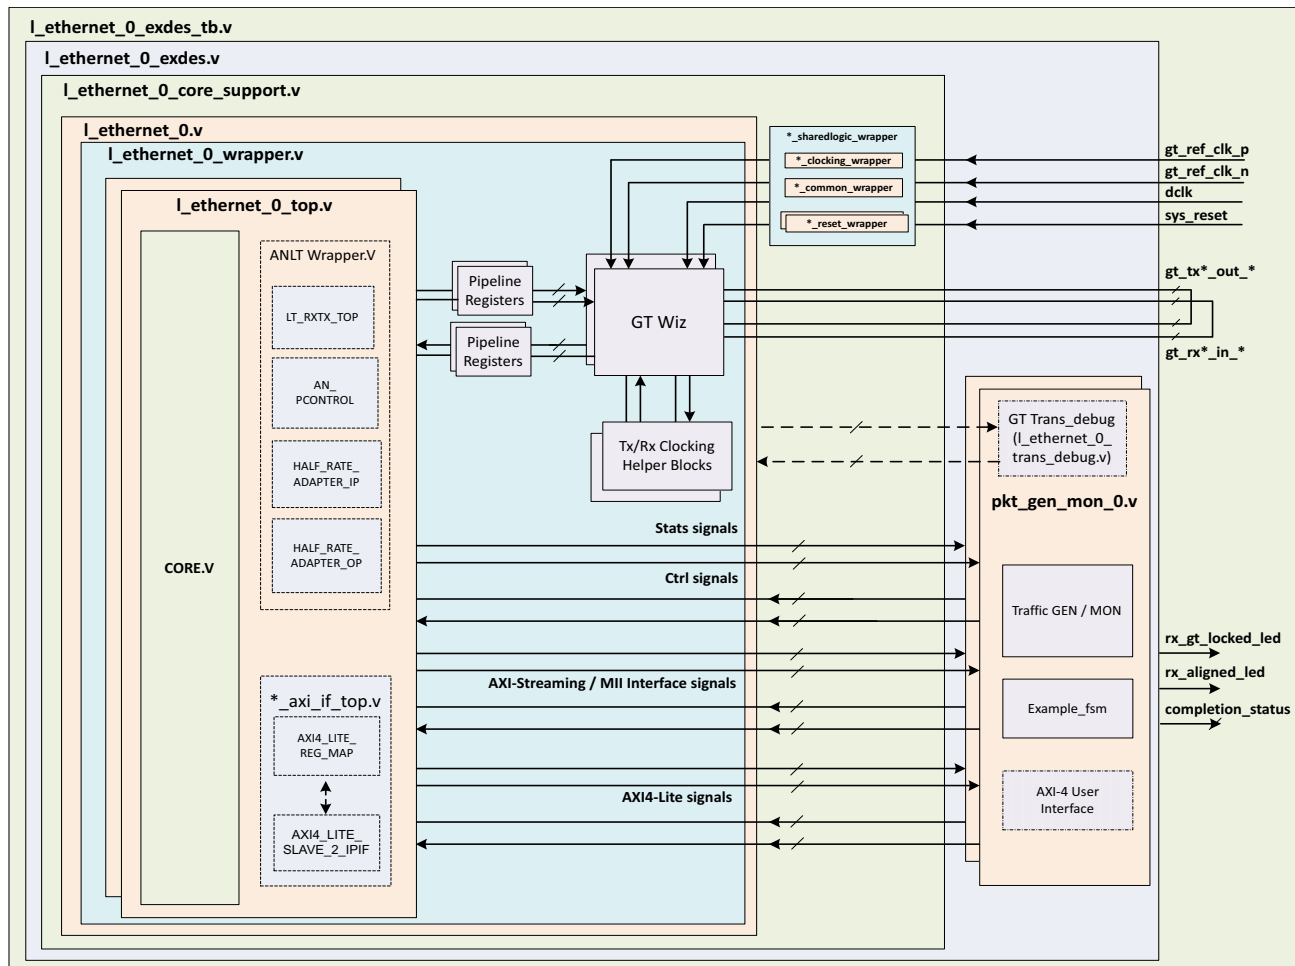 l_ethernet_0_exdes_tb.v
l_ethernet_0_exdes.v
l_ethernet_0_core_support.v
l_ethernet_0.v
l_ethernet_0_wrapper.v
l_ethernet_0_top.v
CORE.V
ANLT Wrapper.V
LT_RXTX_TOP
AN_
PCONTROL
HALF_RATE_
ADAPTER_IP
HALF_RATE_
ADAPTER_OP
*_axi_if_top.v
AXI4_LITE_
REG_MAP
AXI4_LITE_
SLAVE_2_IPIF
Pipeline
Registers
Pipeline
Registers
GT Wiz
Tx/Rx Clocking
Helper Blocks
*_sharedlogic_wrapper
*_clocking_wrapper
*_common_wrapper
*_reset_wrapper
gt_ref_clk_p
gt_ref_clk_n
dclk
sys_reset
gt_tx*_out_*
gt_rx*_in_*
Stats signals
Ctrl signals
AXI-Streaming / MII Interface signals
AXI4-Lite signals
GT Trans_debug
(l_ethernet_0_
trans_debug.v)
pkt_gen_mon_0.v
Traffic GEN / MON
Example_fsm
AXI-4 User
Interface
rx_gt_locked_led
rx_aligned_led
completion_status